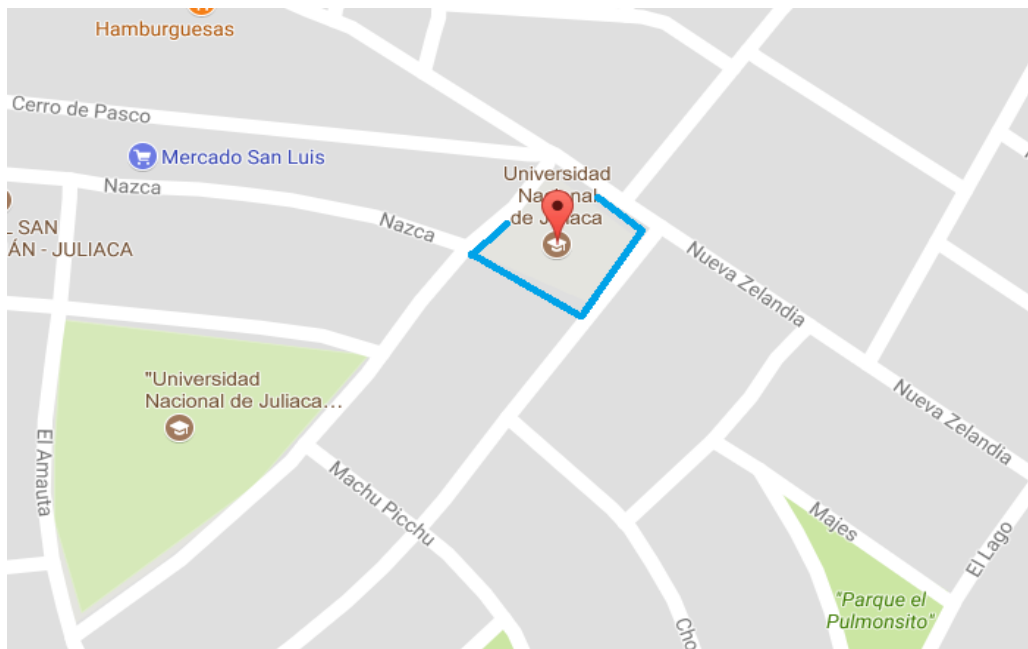 Hamburguesas
Cerro de Pasco
Mercado San Luis
Nazca
Universidad
Nacional
de Juliaca
Nazca
SAN
ÁN - JULIACA
Nueva Zelandia
"Universidad
Nacional de Juliaca...
Nueva Zelandia
El Amauta
Machu Picchu
Majes
El Lago
"Parque el
Pulmonsito"
Cho